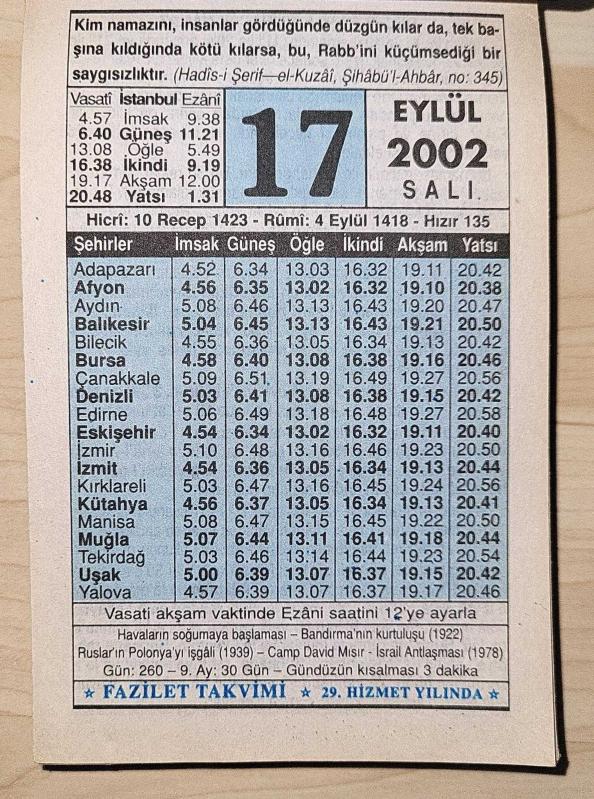 Kim namazını, insanlar gördüğünde düzgün kılar da, tek ba-
şına kıldığında kötü kılarsa, bu, Rabb'ini küçümsediği bir
saygısızlıktır. (Hadîs-i Şerif—el-Kuzâî, Şihâbü'l-Ahbâr, no: 345)
Vasatî İstanbul Ezânî
4.57 İmsak 9.38
6.40 Güneş 11.21
13.08 Öğle 5.49
16.38 İkindi 9.19
19.17 Akşam 12.00
20.48 Yatsı 1.31
17
EYLÜL
2002
SALI.
Hicrî: 10 Recep 1423 - Rûmî: 4 Eylül 1418 - Hızır 135
Şehirler İmsak Güneş Öğle İkindi Akşam Yatsı
Adapazarı 4.52 6.34 13.03 16.32 19.11 20.42
Afyon 4.56 6.35 13.02 16.32 19.10 20.38
Aydın 5.08 6.46 13.13 16.43 19.20 20.47
Balıkesir 5.04 6.45 13.13 16.43 19.21 20.50
Bilecik 4.55 6.36 13.05 16.34 19.13 20.42
Bursa 4.58 6.40 13.08 16.38 19.16 20.46
Çanakkale 5.09 6.51 13.19 16.49 19.27 20.56
Denizli 5.03 6.41 13.08 16.38 19.15 20.42
Edirne 5.06 6.49 13.18 16.48 19.27 20.58
Eskişehir 4.54 6.34 13.02 16.32 19.11 20.40
İzmir 5.10 6.48 13.16 16.46 19.23 20.50
İzmit 4.54 6.36 13.05 16.34 19.13 20.44
Kırklareli 5.03 6.47 13.16 16.45 19.24 20.56
Kütahya 4.56 6.37 13.05 16.34 19.13 20.41
Manisa 5.08 6.47 13.15 16.45 19.22 20.50
Muğla 5.07 6.44 13.11 16.41 19.18 20.44
Tekirdağ 5.03 6.46 13.14 16.44 19.23 20.54
Uşak 5.00 6.39 13.07 16.37 19.15 20.42
Yalova 4.57 6.39 13.07 16.37 19.17 20.46
Vasati akşam vaktinde Ezâni saatini 12'ye ayarla
Havaların soğumaya başlaması – Bandırma'nın kurtuluşu (1922)
Ruslar'ın Polonya'yı işgâli (1939) – Camp David Mısır - İsrail Antlaşması (1978)
Gün: 260 – 9. Ay: 30 Gün – Gündüzün kısalması 3 dakika
★ FAZİLET TAKVİMİ ★ 29. HİZMET YILINDA ★